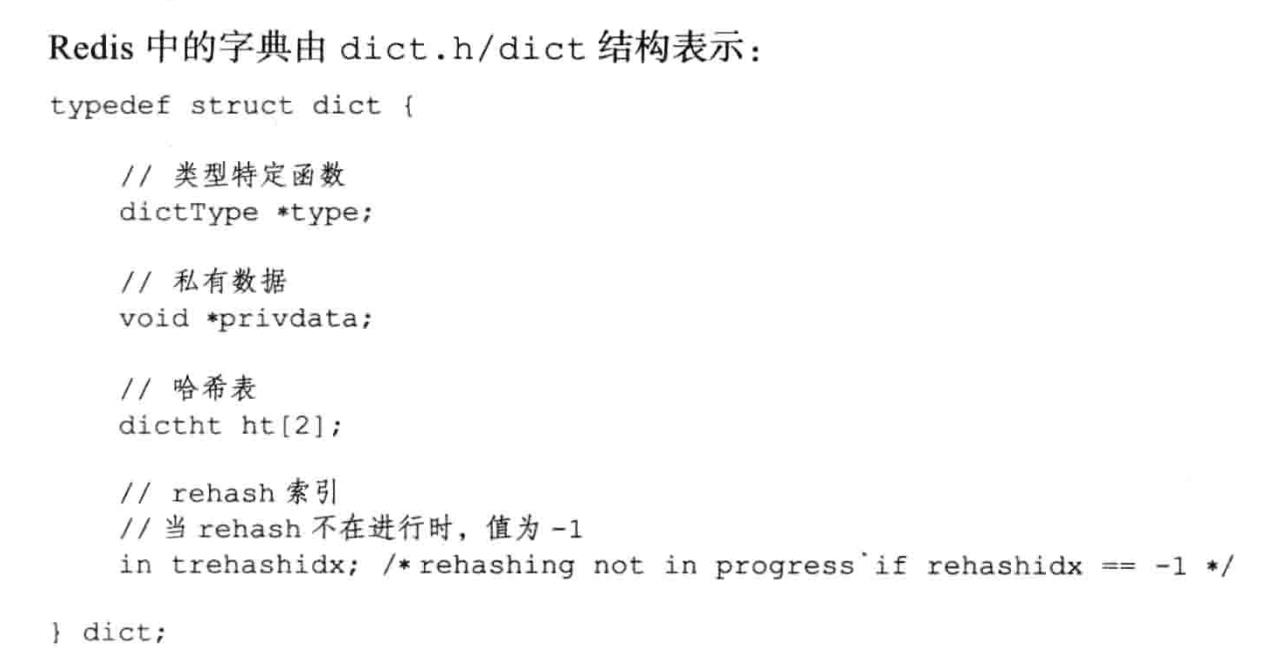 Redis 中的字典由 dict.h/dict 结构表示：
typedef struct dict {
// 类型特定函数
dictType *type;
// 私有数据
void *privdata;
// 哈希表
dictht ht[2];
// rehash 索引
// 当 rehash 不在进行时，值为 -1
in trehashidx; /* rehashing not in progress if rehashidx == -1 */
} dict;